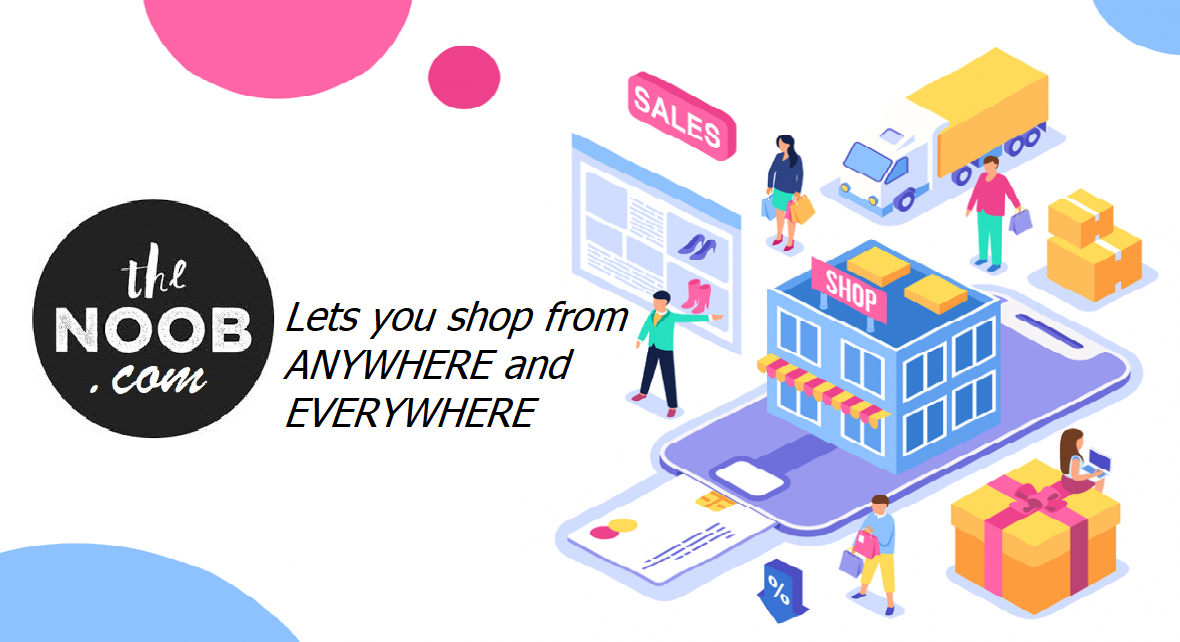 the
NOOB
.com
Lets you shop from
ANYWHERE and
EVERYWHERE
SALES
SHOP
%